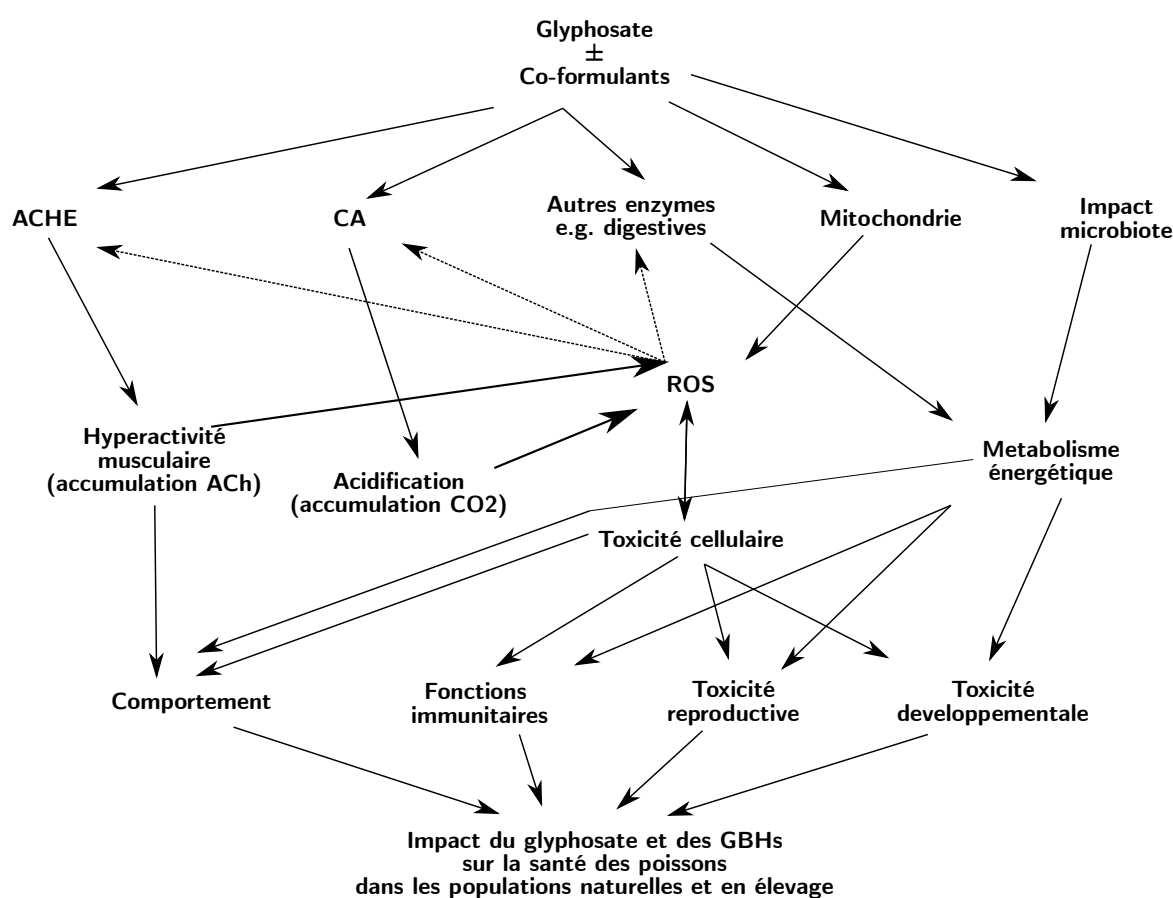 Glyphosate
±
Co-formulants
ACHE
CA
Autres enzymes
e.g. digestives
Mitochondrie
Impact
microbiote
ROS
Hyperactivité
musculaire
(accumulation ACh)
Acidification
(accumulation CO2)
Metabolisme
énergétique
Toxicité cellulaire
Comportement
Fonctions
immunitaires
Toxicité
reproductive
Toxicité
developpementale
Impact du glyphosate et des GBHs
sur la santé des poissons
dans les populations naturelles et en élevage